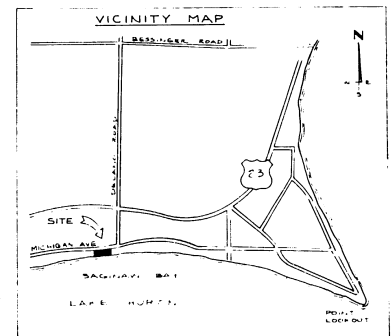 VICINITY MAP
BESSINGER ROAD
N
S
23
SITE
MICHIGAN AVE.
SAGINAW BAY
LAKE HURON
POINT
LOOKOUT